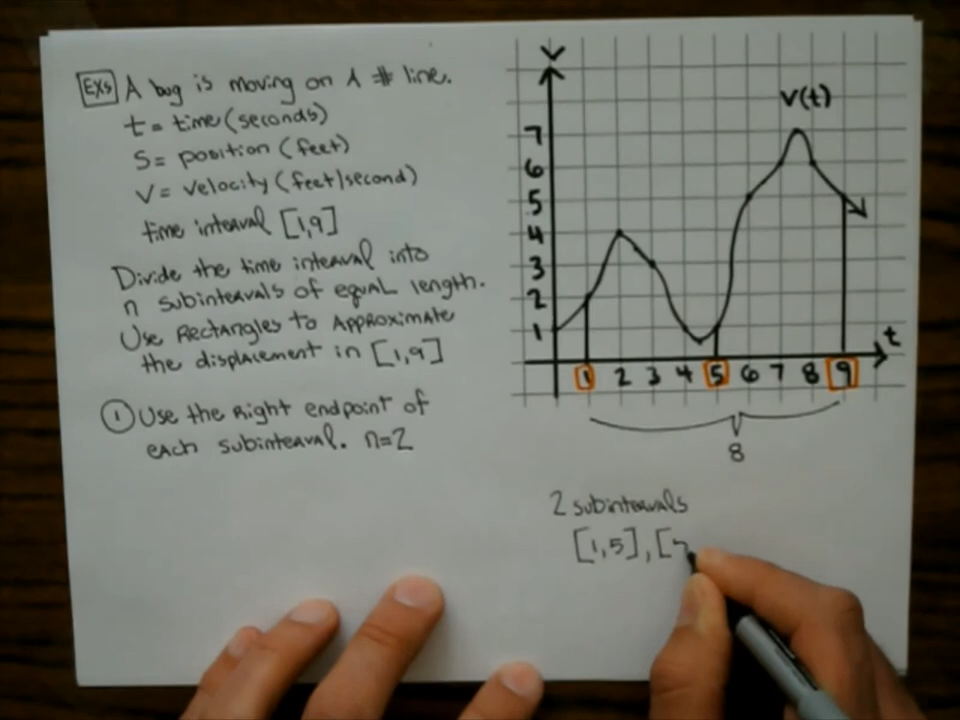 EXs A bug is moving on A # line.
t = time (seconds)
S = position (feet)
V = velocity (feet/second)
time interval [1,9]
Divide the time interval into
n subintervals of equal length.
Use Rectangles to Approximate
the displacement in [1,9]
① Use the Right endpoint of
each subinterval. n=2
V
V(t)
7
6
5
4
3
2
1
t
1 2 3 4 5 6 7 8 9
8
2 subintervals
[1,5], [